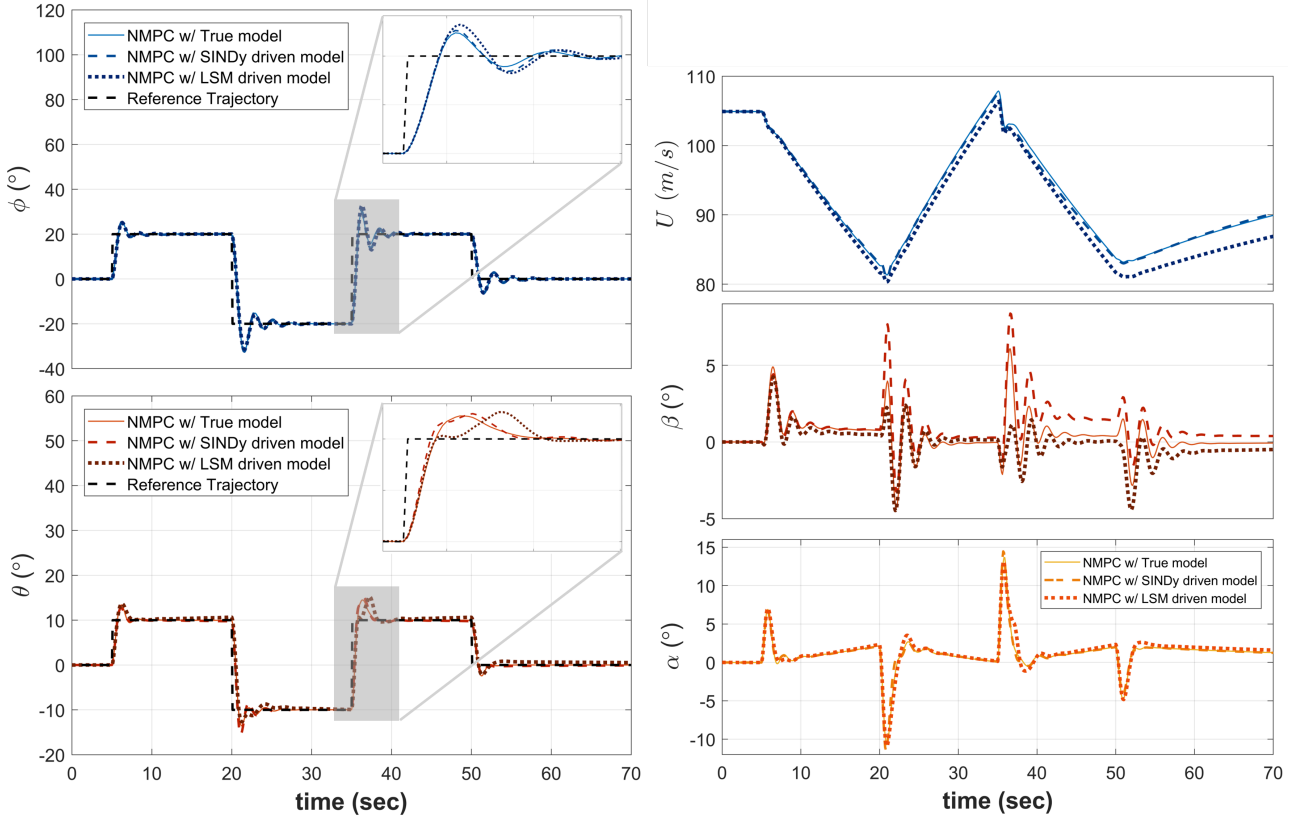 120
100
80
60
40
20
0
-20
-40
ϕ (°)
NMPC w/ True model
NMPC w/ SINDy driven model
NMPC w/ LSM driven model
Reference Trajectory
60
50
40
30
20
10
0
-10
-20
θ (°)
NMPC w/ True model
NMPC w/ SINDy driven model
NMPC w/ LSM driven model
Reference Trajectory
0 10 20 30 40 50 60 70
time (sec)
110
100
90
80
U (m/s)
5
0
-5
β (°)
15
10
5
0
-5
-10
α (°)
NMPC w/ True model
NMPC w/ SINDy driven model
NMPC w/ LSM driven model
0 10 20 30 40 50 60 70
time (sec)